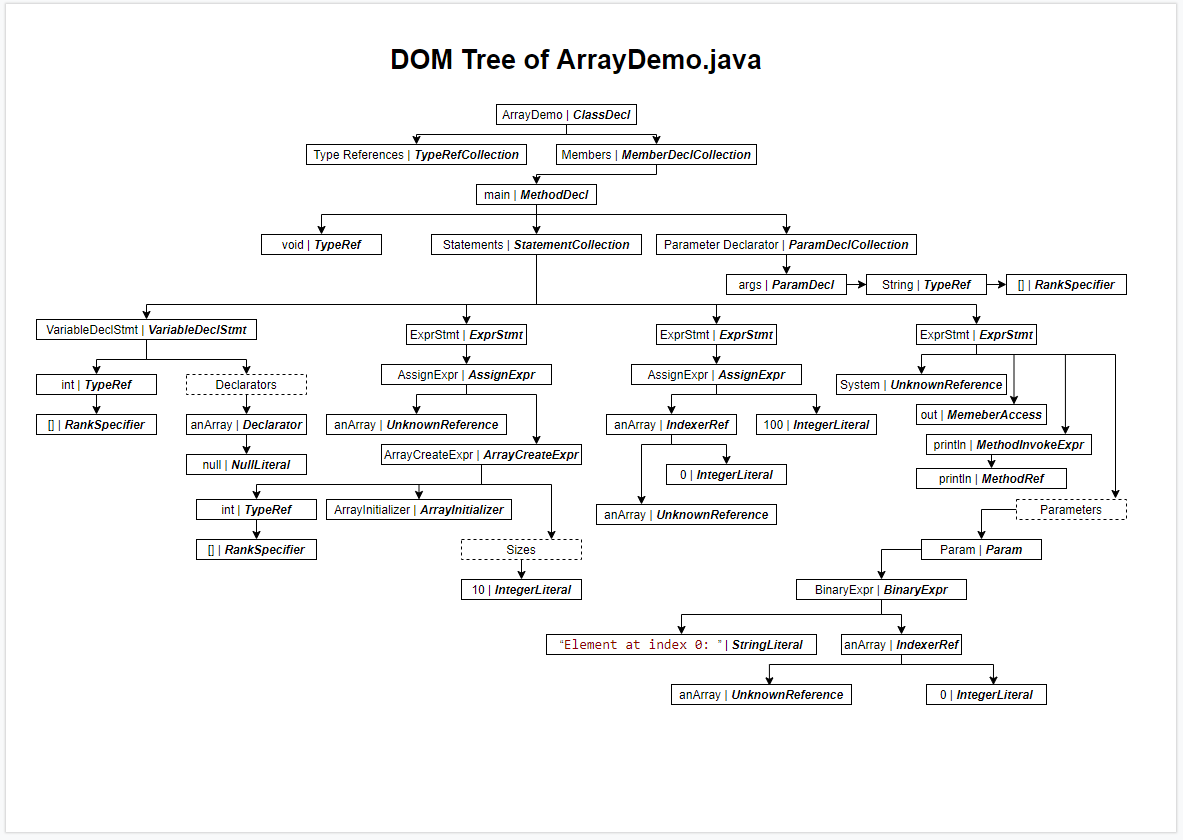 DOM Tree of ArrayDemo.java
ArrayDemo | ClassDecl
Type References | TypeRefCollection
Members | MemberDeclCollection
main | MethodDecl
void | TypeRef
Statements | StatementCollection
Parameter Declarator | ParamDeclCollection
args | ParamDecl
String | TypeRef
[] | RankSpecifier
VariableDeclStmt | VariableDeclStmt
ExprStmt | ExprStmt
ExprStmt | ExprStmt
ExprStmt | ExprStmt
int | TypeRef
Declarators
AssignExpr | AssignExpr
AssignExpr | AssignExpr
System | UnknownReference
[] | RankSpecifier
anArray | Declarator
anArray | UnknownReference
anArray | IndexerRef
100 | IntegerLiteral
out | MemeberAccess
null | NullLiteral
ArrayCreateExpr | ArrayCreateExpr
0 | IntegerLiteral
println | MethodInvokeExpr
println | MethodRef
int | TypeRef
ArrayInitializer | ArrayInitializer
anArray | UnknownReference
Parameters
[] | RankSpecifier
Sizes
Param | Param
10 | IntegerLiteral
BinaryExpr | BinaryExpr
"Element at index 0: "| StringLiteral
anArray | IndexerRef
anArray | UnknownReference
0 | IntegerLiteral